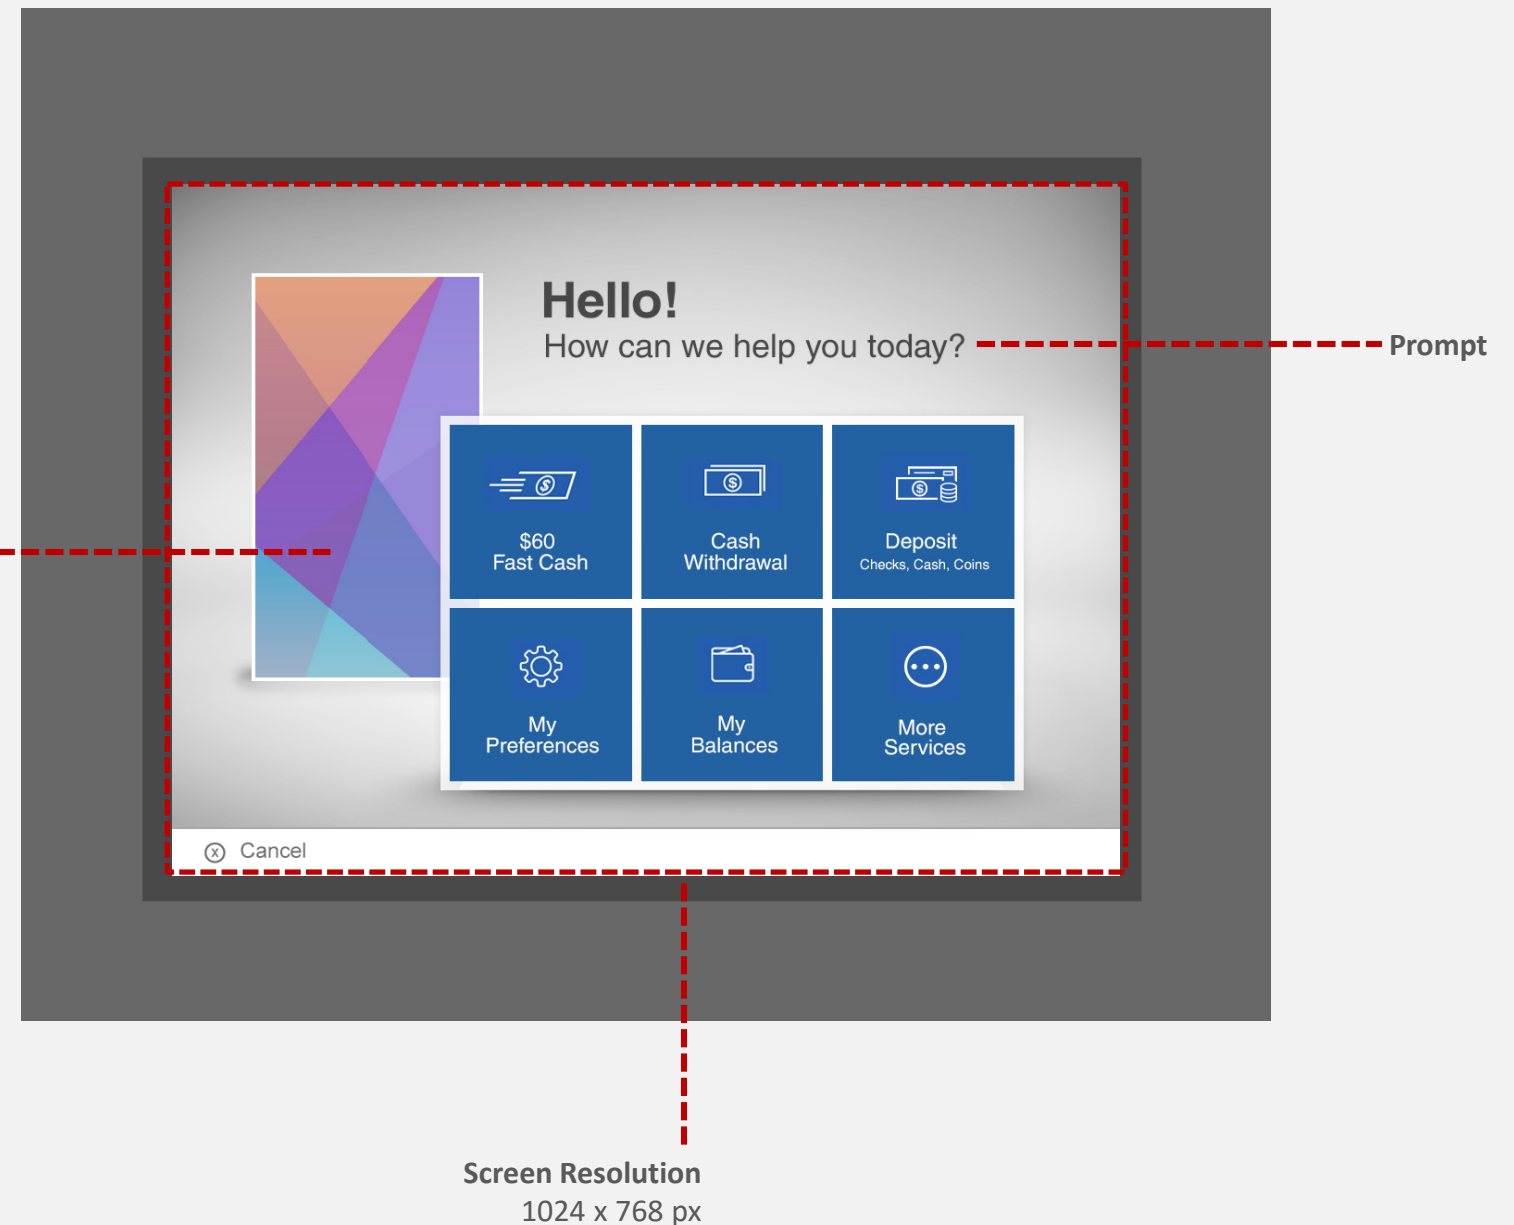 Hello!
How can we help you today?
Prompt
$60
Fast Cash
Cash
Withdrawal
Deposit
Checks, Cash, Coins
My
Preferences
My
Balances
More
Services
Cancel
Screen Resolution
1024 x 768 px